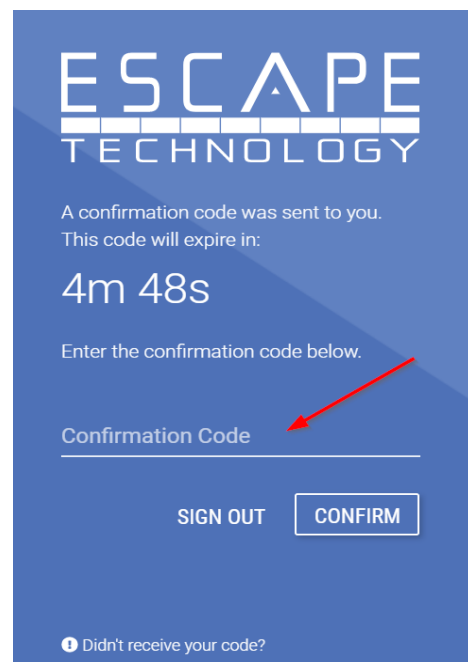 ESCAPE
TECHNOLOGY
A confirmation code was sent to you.
This code will expire in:
4m 48s
Enter the confirmation code below.
Confirmation Code
SIGN OUT CONFIRM
Didn't receive your code?